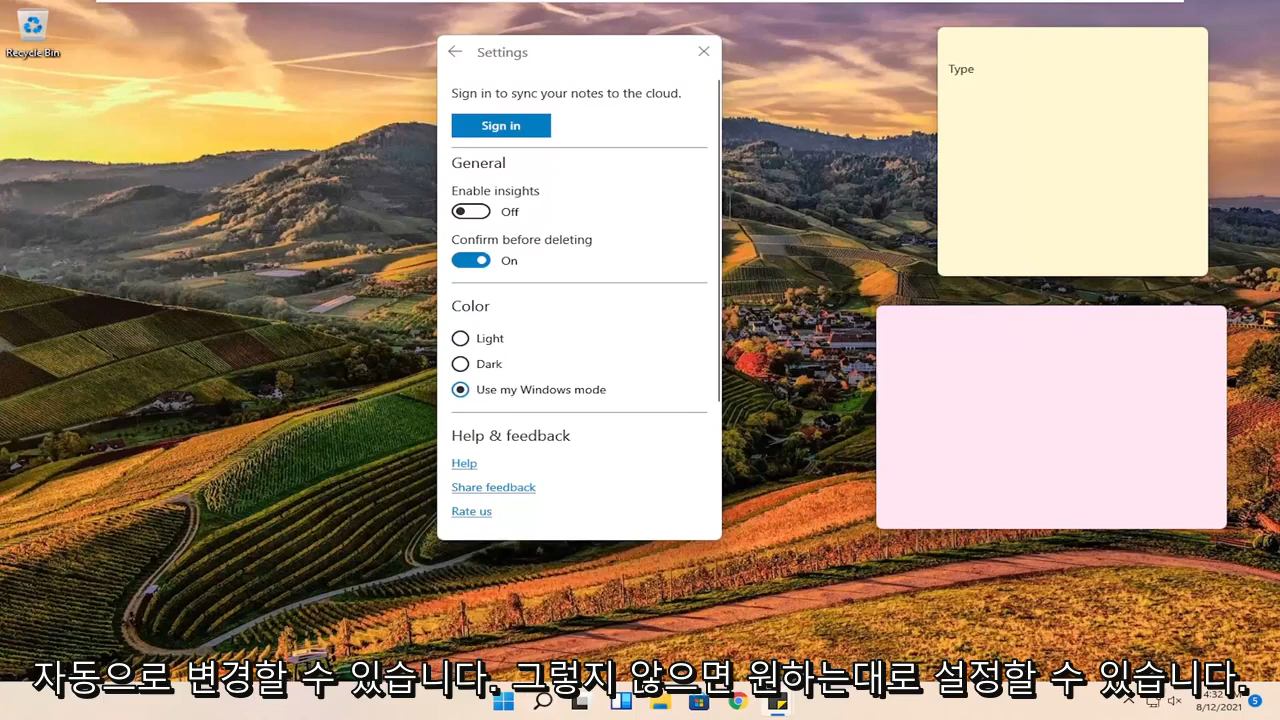 Recycle Bin
Settings
Sign in to sync your notes to the cloud.
Sign in
General
Enable insights
Off
Confirm before deleting
On
Color
Light
Dark
Use my Windows mode
Help & feedback
Help
Share feedback
Rate us
Type
자동으로 변경할 수 있습니다. 그렇지 않으면 원하는대로 설정할 수 있습니다.
4:32
8/12/2021
5